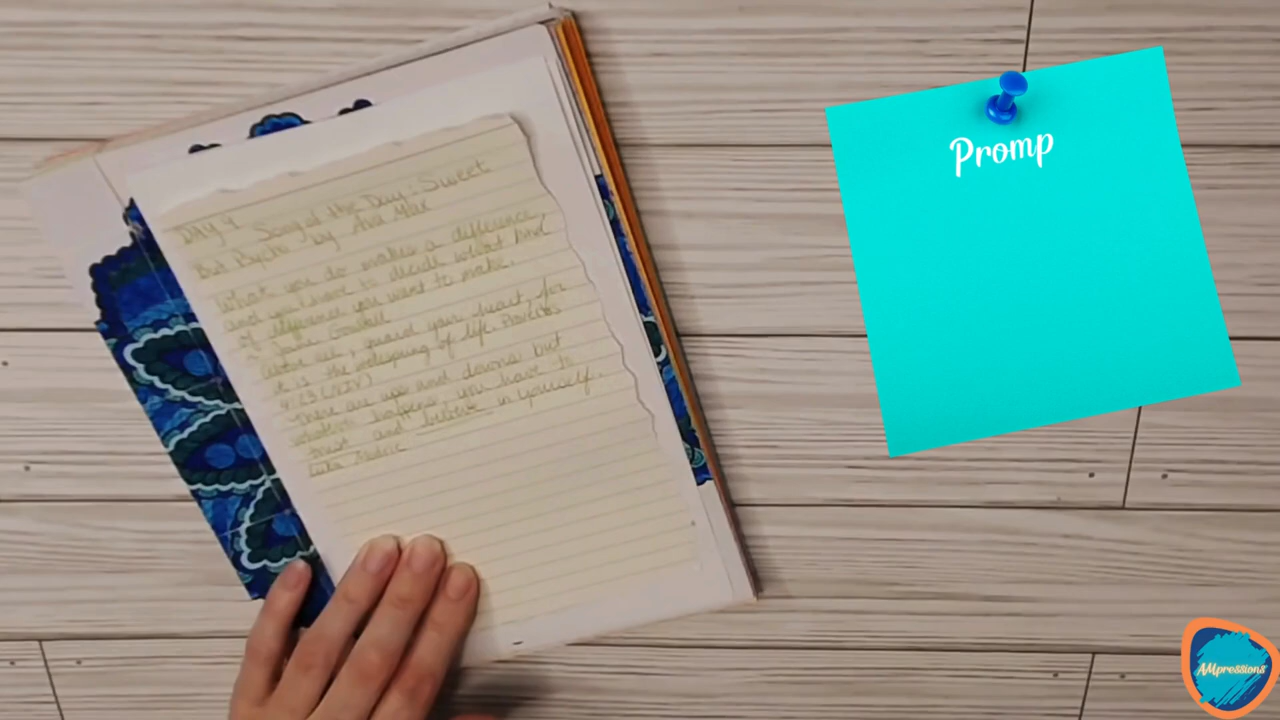 DAY 4 Song of the Day: Sweet
But Psycho by Ava Max
What you do makes a difference,
and you have to decide what kind
of difference you want to make.
Jane Goodall
Above all, guard your heart, for
it is the wellspring of life. Proverbs
4:23 (NIV)
There are ups and downs but
whatever happens, you have to
trust and believe in yourself.
Luka Modric
Promp
AMpressions